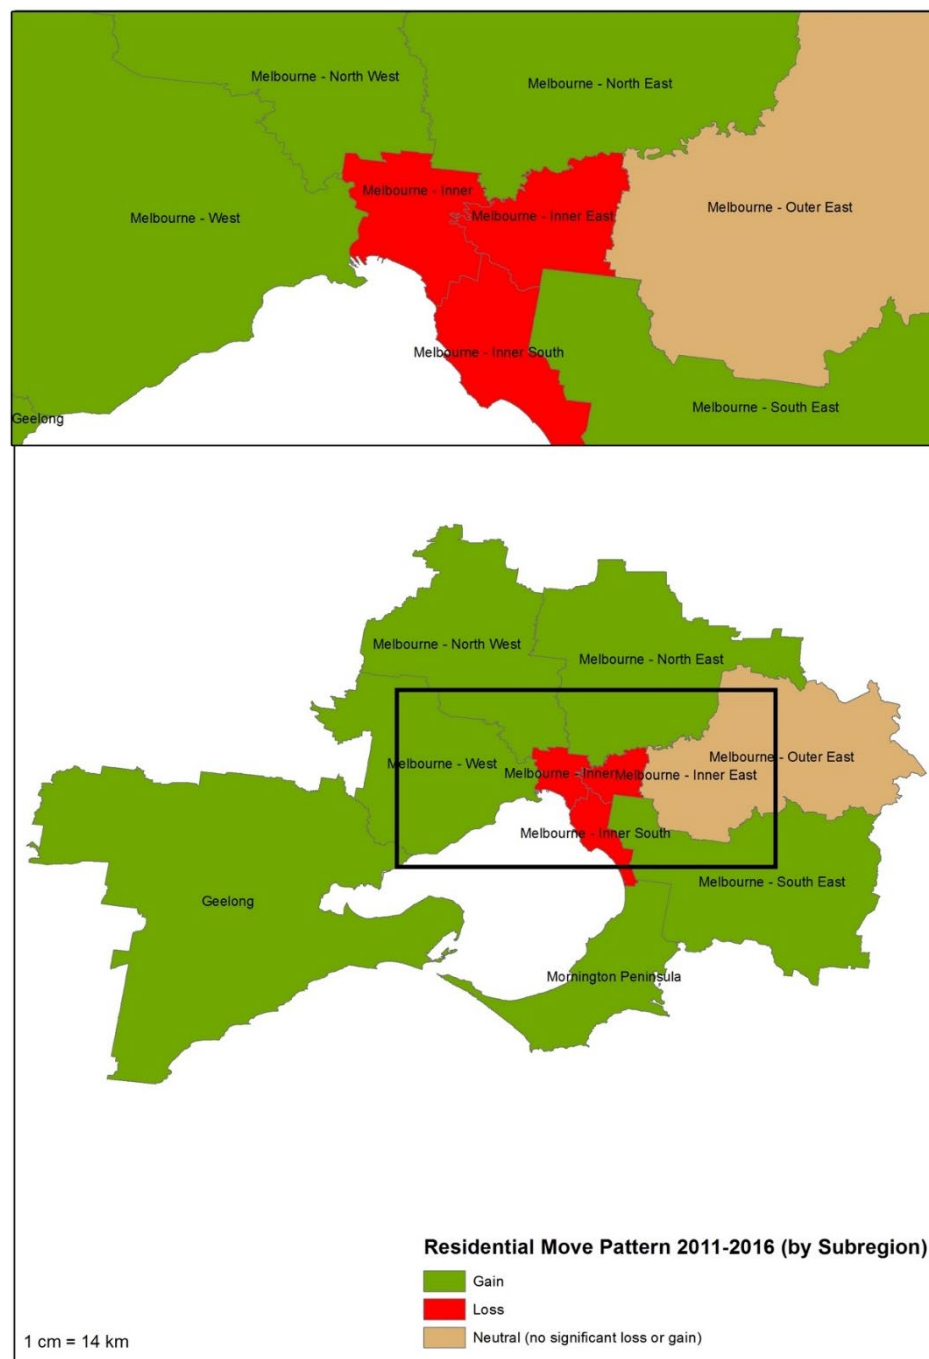 Melbourne - North West
Melbourne - North East
Melbourne - Inner
Melbourne - Outer East
Melbourne - Inner East
Melbourne - West
Melbourne - Inner South
Melbourne - South East
Geelong
Melbourne - North West
Melbourne - North East
Melbourne - Outer East
Melbourne - West
Melbourne - Inner
Melbourne - Inner East
Melbourne - Inner South
Melbourne - South East
Geelong
Mornington Peninsula
Residential Move Pattern 2011-2016 (by Subregion)
Gain
Loss
Neutral (no significant loss or gain)
1 cm = 14 km